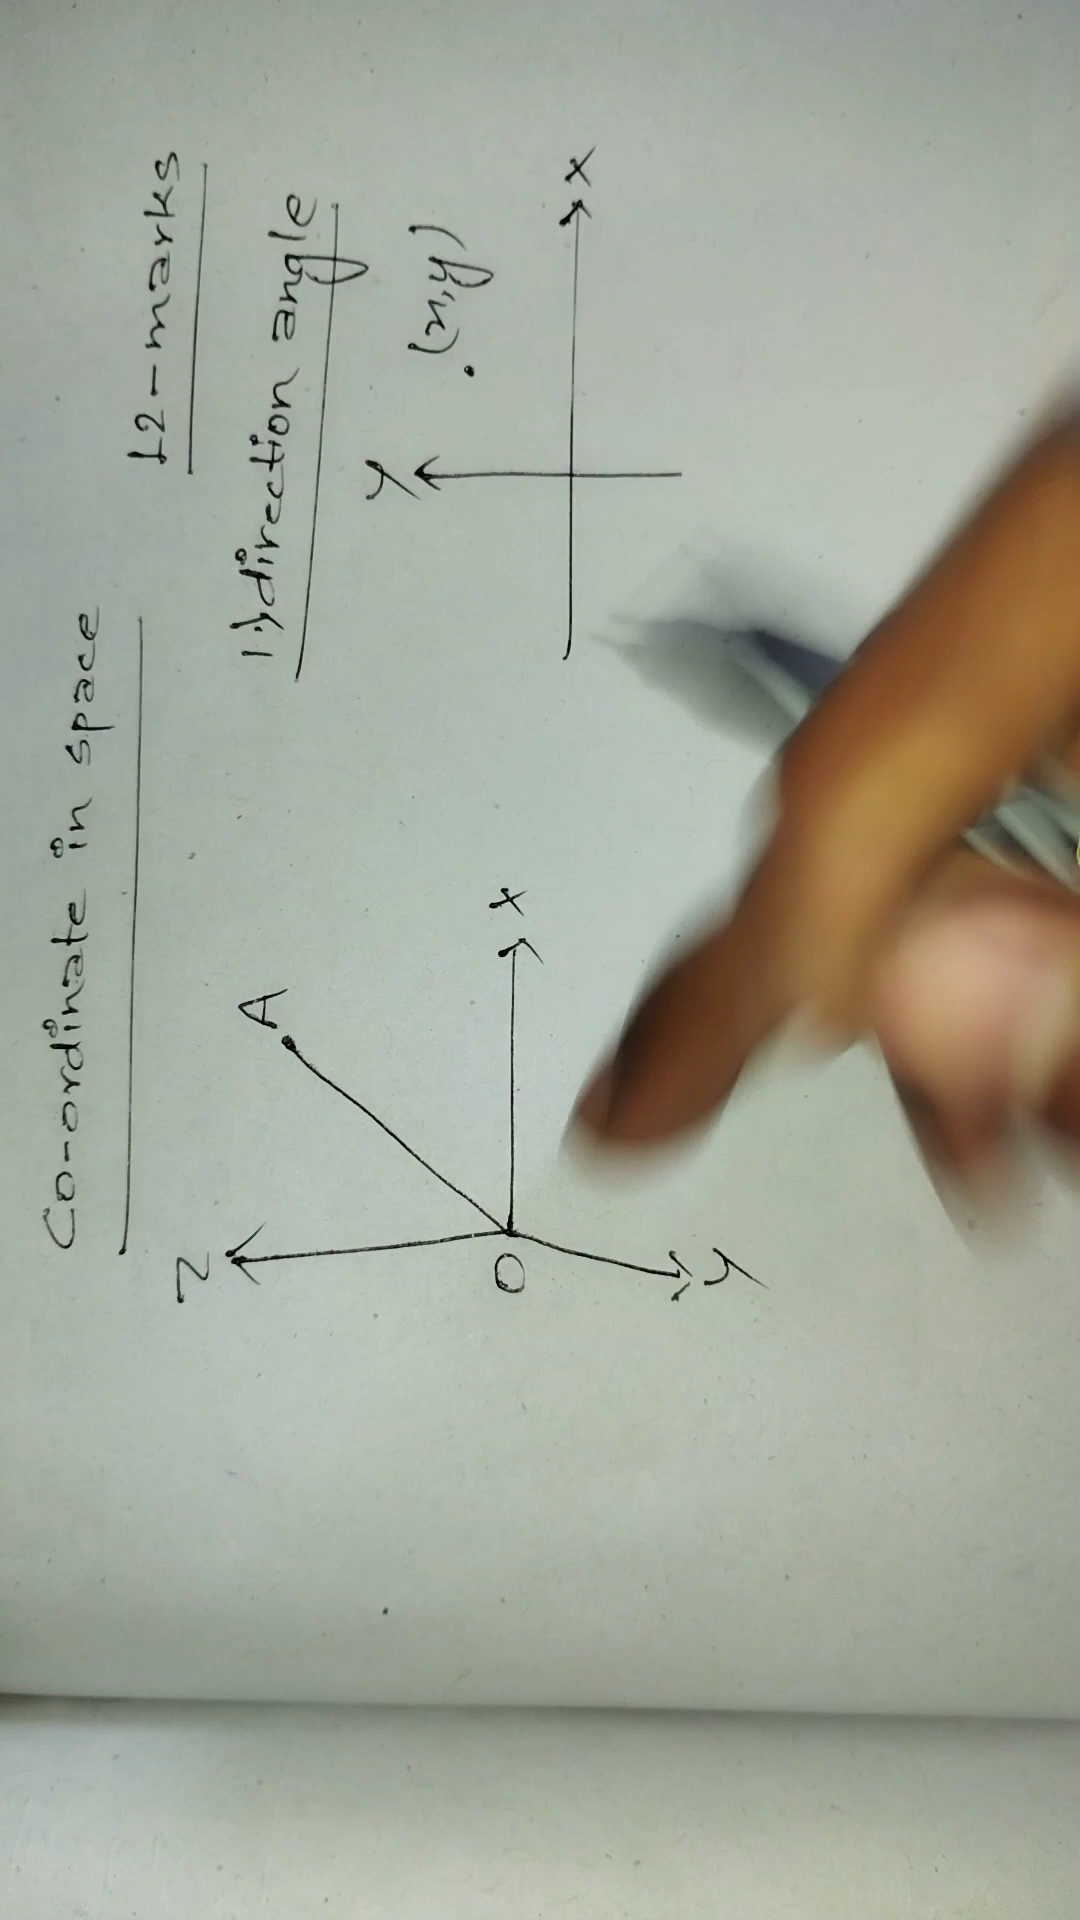 Co-ordinate in space
12-marks
1.) direction angle
Z
A
O
X
Y
Y
(x,y)
X